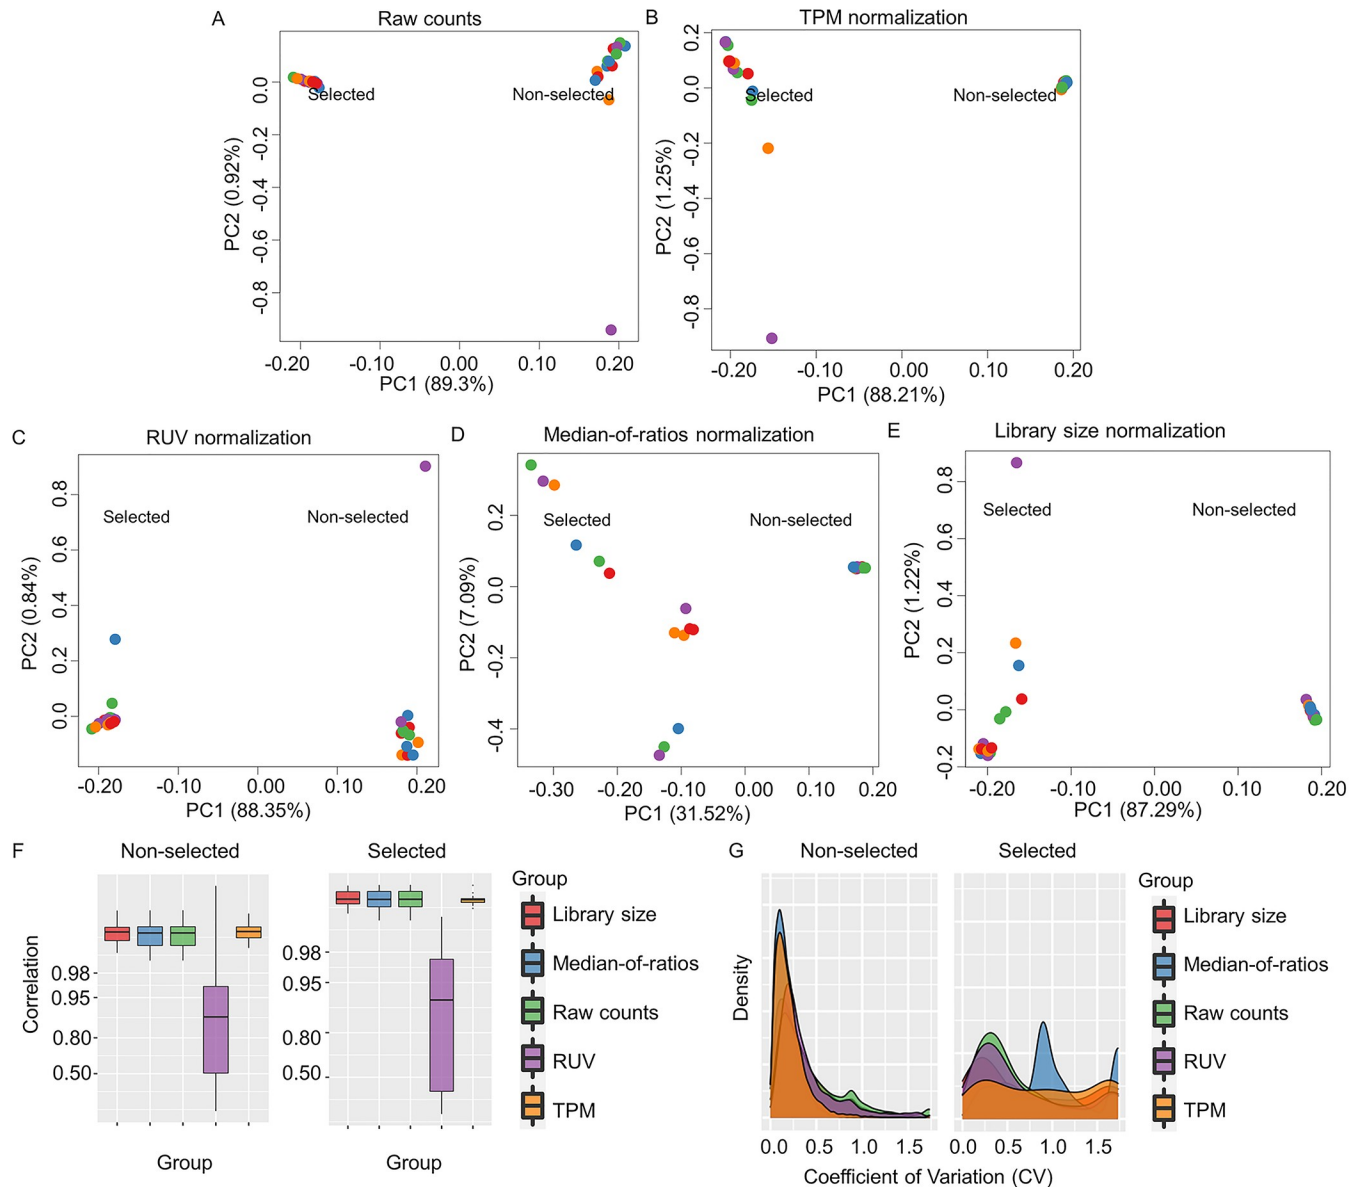 A
Raw counts
0.0
-0.2
-0.4
-0.6
-0.8
PC2 (0.92%)
Selected
Non-selected
-0.20
-0.10
0.00
0.10
0.20
PC1 (89.3%)
B
TPM normalization
0.2
0.0
-0.2
-0.4
-0.6
-0.8
PC2 (1.25%)
Selected
Non-selected
-0.20
-0.10
0.00
0.10
0.20
PC1 (88.21%)
C
RUV normalization
0.8
0.6
0.4
0.2
0.0
PC2 (0.84%)
Selected
Non-selected
-0.20
-0.10
0.00
0.10
0.20
PC1 (88.35%)
D
Median-of-ratios normalization
0.2
0.0
-0.2
-0.4
PC2 (7.09%)
Selected
Non-selected
-0.30
-0.20
-0.10
0.00
0.10
0.20
PC1 (31.52%)
E
Library size normalization
0.8
0.6
0.4
0.2
0.0
-0.2
PC2 (1.22%)
Selected
Non-selected
-0.20
-0.10
0.00
0.10
0.20
PC1 (87.29%)
F
Non-selected
Selected
Correlation
0.98
0.95
0.80
0.50
0.98
0.95
0.80
0.50
Group
Group
Group
Library size
Median-of-ratios
Raw counts
RUV
TPM
G
Non-selected
Selected
Density
0.0
0.5
1.0
1.5
0.0
0.5
1.0
1.5
Coefficient of Variation (CV)
Group
Library size
Median-of-ratios
Raw counts
RUV
TPM